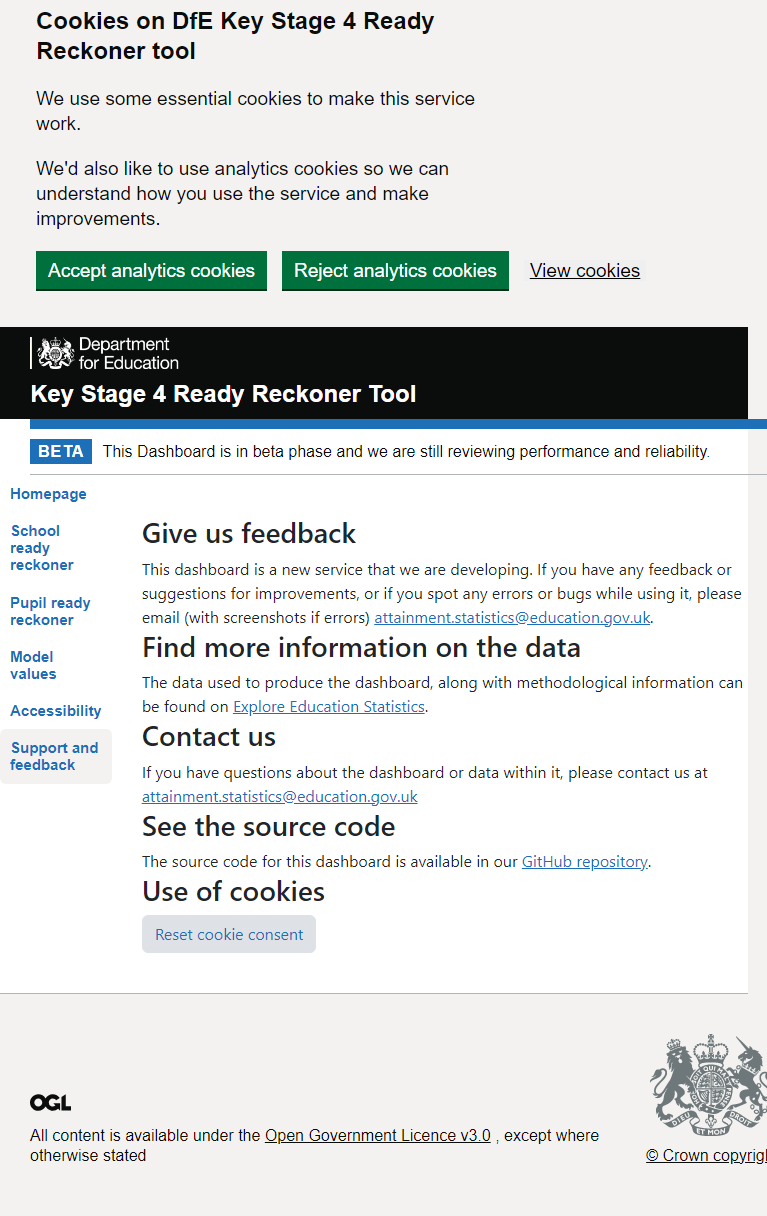 Cookies on DfE Key Stage 4 Ready
Reckoner tool
We use some essential cookies to make this service
work.
We'd also like to use analytics cookies so we can
understand how you use the service and make
improvements.
Accept analytics cookies Reject analytics cookies View cookies
Department
for Education
Key Stage 4 Ready Reckoner Tool
BETA This Dashboard is in beta phase and we are still reviewing performance and reliability.
Homepage
School
ready
reckoner
Pupil ready
reckoner
Model
values
Accessibility
Support and
feedback
Give us feedback
This dashboard is a new service that we are developing. If you have any feedback or
suggestions for improvements, or if you spot any errors or bugs while using it, please
email (with screenshots if errors) attainment.statistics@education.gov.uk.
Find more information on the data
The data used to produce the dashboard, along with methodological information can
be found on Explore Education Statistics.
Contact us
If you have questions about the dashboard or data within it, please contact us at
attainment.statistics@education.gov.uk
See the source code
The source code for this dashboard is available in our GitHub repository.
Use of cookies
Reset cookie consent
OGL
All content is available under the Open Government Licence v3.0 , except where
otherwise stated
© Crown copyrigh